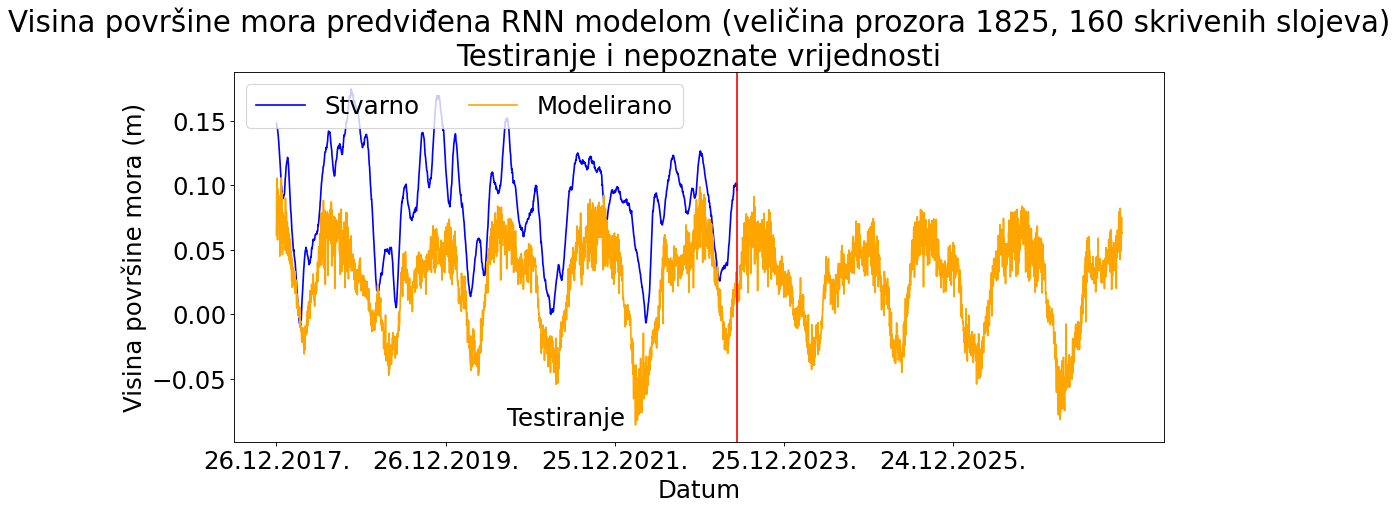 Visina površine mora predviđena RNN modelom (veličina prozora 1825, 160 skrivenih slojeva)
Testiranje i nepoznate vrijednosti
Stvarno
Modelirano
Visina površine mora (m)
0.15
0.10
0.05
0.00
−0.05
Testiranje
26.12.2017.
26.12.2019.
25.12.2021.
25.12.2023.
24.12.2025.
Datum